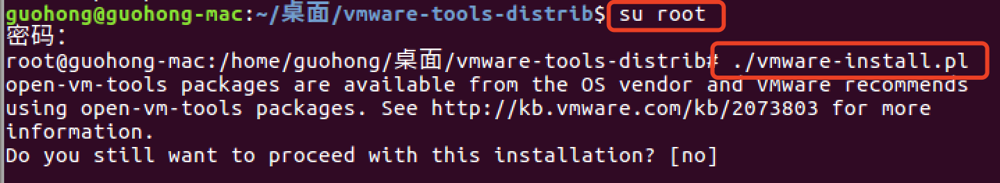 guohong@guohong-mac:~/桌面/vmware-tools-distrib$ su root
密码：
root@guohong-mac:/home/guohong/桌面/vmware-tools-distrib# ./vmware-install.pl
open-vm-tools packages are available from the OS vendor and VMware recommends
using open-vm-tools packages. See http://kb.vmware.com/kb/2073803 for more
information.
Do you still want to proceed with this installation? [no]